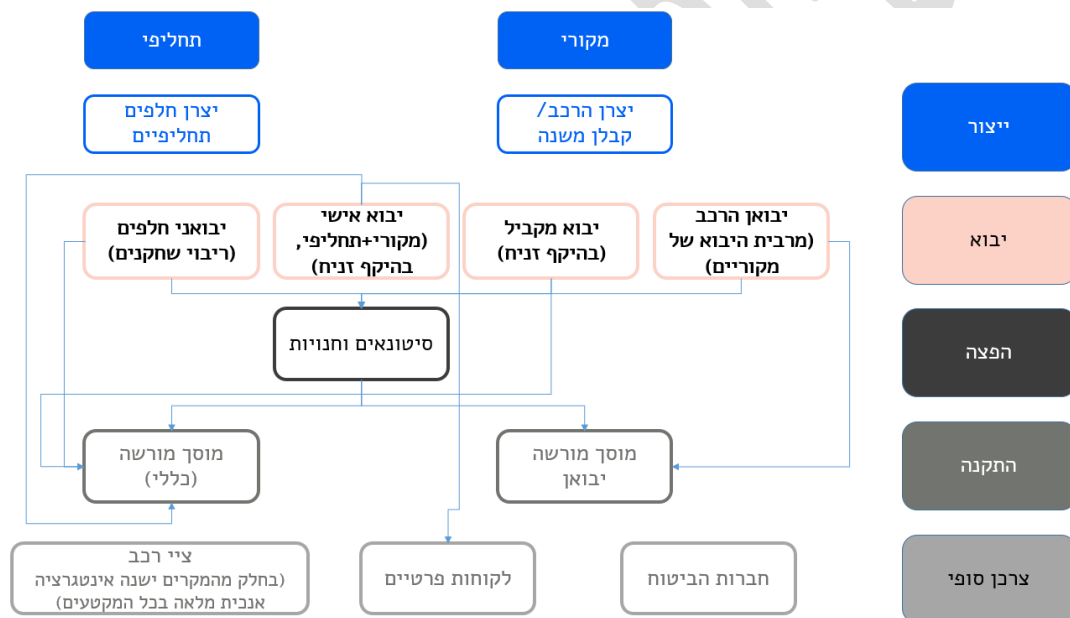 מקורי
תחליפי
ייצור
יצרן הרכב/
קבלן משנה
יצרן חלפים
תחליפיים
יבוא
יבואן הרכב
(מרבית היבוא של
מקוריים)
יבוא מקביל
(בהיקף זניח)
יבוא אישי
(מקורי+תחליפי,
בהיקף זניח)
יבואני חלפים
(ריבוי שחקנים)
הפצה
סיטונאים וחנויות
התקנה
מוסך מורשה
יבואן
מוסך מורשה
(כללי)
צרכן סופי
חברות הביטוח
לקוחות פרטיים
ציי רכב
(בחלק מהמקרים ישנה אינטגרציה
אנכית מלאה בכל המקטעים)